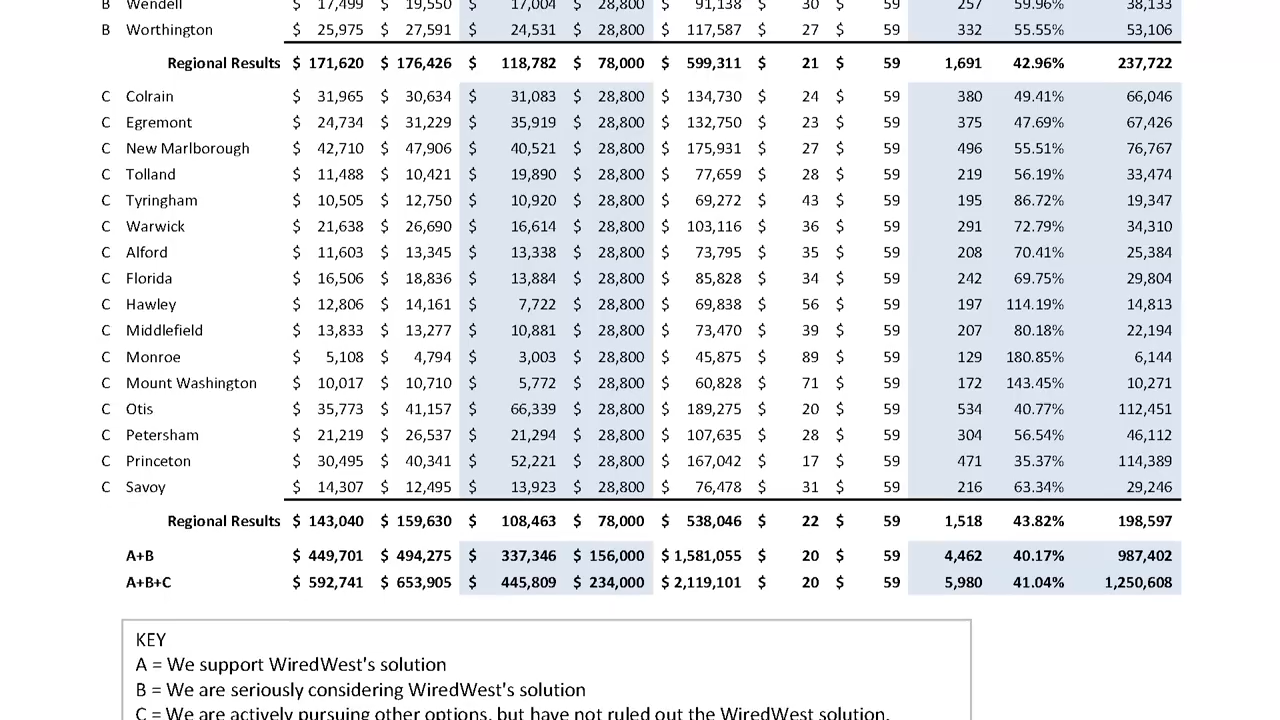 B Wendell $ 17,499 $ 19,550 $ 17,004 $ 28,800 $ 91,138 $ 30 $ 59 257 59.96% 38,133
B Worthington $ 25,975 $ 27,591 $ 24,531 $ 28,800 $ 117,587 $ 27 $ 59 332 55.55% 53,106
Regional Results $ 171,620 $ 176,426 $ 118,782 $ 78,000 $ 599,311 $ 21 $ 59 1,691 42.96% 237,722
C Colrain $ 31,965 $ 30,634 $ 31,083 $ 28,800 $ 134,730 $ 24 $ 59 380 49.41% 66,046
C Egremont $ 24,734 $ 31,229 $ 35,919 $ 28,800 $ 132,750 $ 23 $ 59 375 47.69% 67,426
C New Marlborough $ 42,710 $ 47,906 $ 40,521 $ 28,800 $ 175,931 $ 27 $ 59 496 55.51% 76,767
C Tolland $ 11,488 $ 10,421 $ 19,890 $ 28,800 $ 77,659 $ 28 $ 59 219 56.19% 33,474
C Tyringham $ 10,505 $ 12,750 $ 10,920 $ 28,800 $ 69,272 $ 43 $ 59 195 86.72% 19,347
C Warwick $ 21,638 $ 26,690 $ 16,614 $ 28,800 $ 103,116 $ 36 $ 59 291 72.79% 34,310
C Alford $ 11,603 $ 13,345 $ 13,338 $ 28,800 $ 73,795 $ 35 $ 59 208 70.41% 25,384
C Florida $ 16,506 $ 18,836 $ 13,884 $ 28,800 $ 85,828 $ 34 $ 59 242 69.75% 29,804
C Hawley $ 12,806 $ 14,161 $ 7,722 $ 28,800 $ 69,838 $ 56 $ 59 197 114.19% 14,813
C Middlefield $ 13,833 $ 13,277 $ 10,881 $ 28,800 $ 73,470 $ 39 $ 59 207 80.18% 22,194
C Monroe $ 5,108 $ 4,794 $ 3,003 $ 28,800 $ 45,875 $ 89 $ 59 129 180.85% 6,144
C Mount Washington $ 10,017 $ 10,710 $ 5,772 $ 28,800 $ 60,828 $ 71 $ 59 172 143.45% 10,271
C Otis $ 35,773 $ 41,157 $ 66,339 $ 28,800 $ 189,275 $ 20 $ 59 534 40.77% 112,451
C Petersham $ 21,219 $ 26,537 $ 21,294 $ 28,800 $ 107,635 $ 28 $ 59 304 56.54% 46,112
C Princeton $ 30,495 $ 40,341 $ 52,221 $ 28,800 $ 167,042 $ 17 $ 59 471 35.37% 114,389
C Savoy $ 14,307 $ 12,495 $ 13,923 $ 28,800 $ 76,478 $ 31 $ 59 216 63.34% 29,246
Regional Results $ 143,040 $ 159,630 $ 108,463 $ 78,000 $ 538,046 $ 22 $ 59 1,518 43.82% 198,597
A+B $ 449,701 $ 494,275 $ 337,346 $ 156,000 $ 1,581,055 $ 20 $ 59 4,462 40.17% 987,402
A+B+C $ 592,741 $ 653,905 $ 445,809 $ 234,000 $ 2,119,101 $ 20 $ 59 5,980 41.04% 1,250,608
KEY
A = We support WiredWest's solution
B = We are seriously considering WiredWest's solution
C = We are actively pursuing other options, but have not ruled out the WiredWest solution.